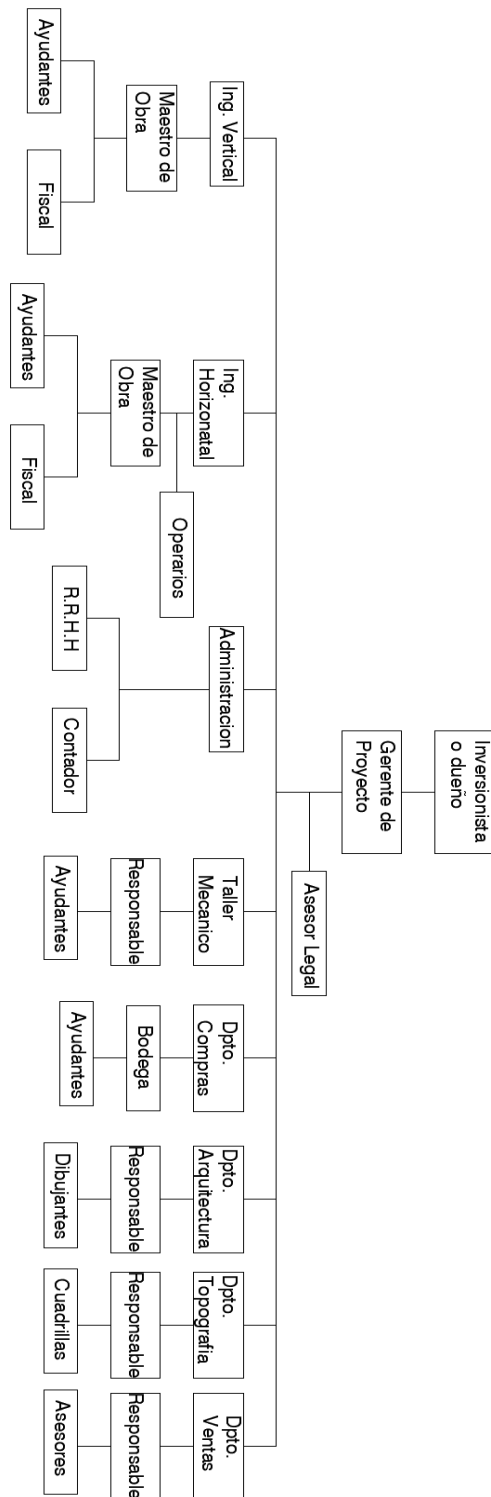 Inversionista
o dueño
Gerente de
Proyecto
Asesor Legal
Ing. Vertical
Ing.
Horizonatal
Administracion
Taller
Mecanico
Dpto.
Compras
Dpto.
Arquitectura
Dpto.
Topografia
Dpto.
Ventas
Operarios
Maestro de
Obra
Maestro de
Obra
Responsable
Bodega
Responsable
Responsable
Responsable
Ayudantes
Fiscal
Ayudantes
Fiscal
R.R.H.H
Contador
Ayudantes
Ayudantes
Dibujantes
Cuadrillas
Asesores